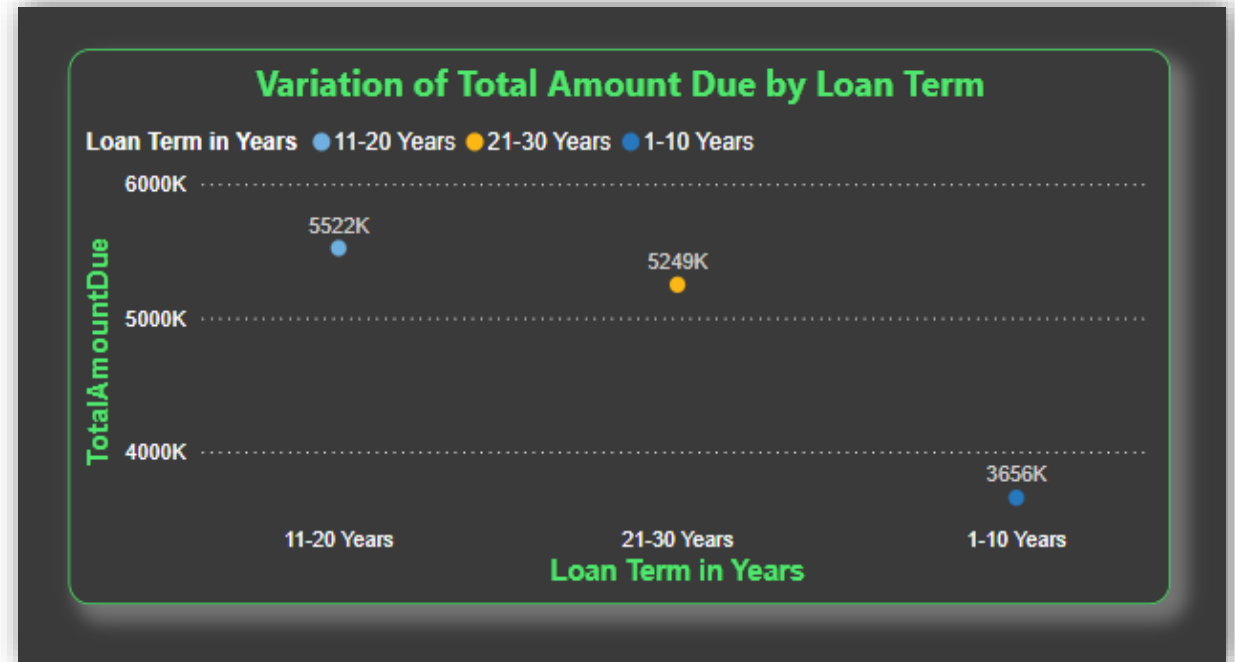 Variation of Total Amount Due by Loan Term
Loan Term in Years 11-20 Years 21-30 Years 1-10 Years
TotalAmountDue
6000K
5000K
4000K
5522K
5249K
3656K
11-20 Years 21-30 Years 1-10 Years
Loan Term in Years